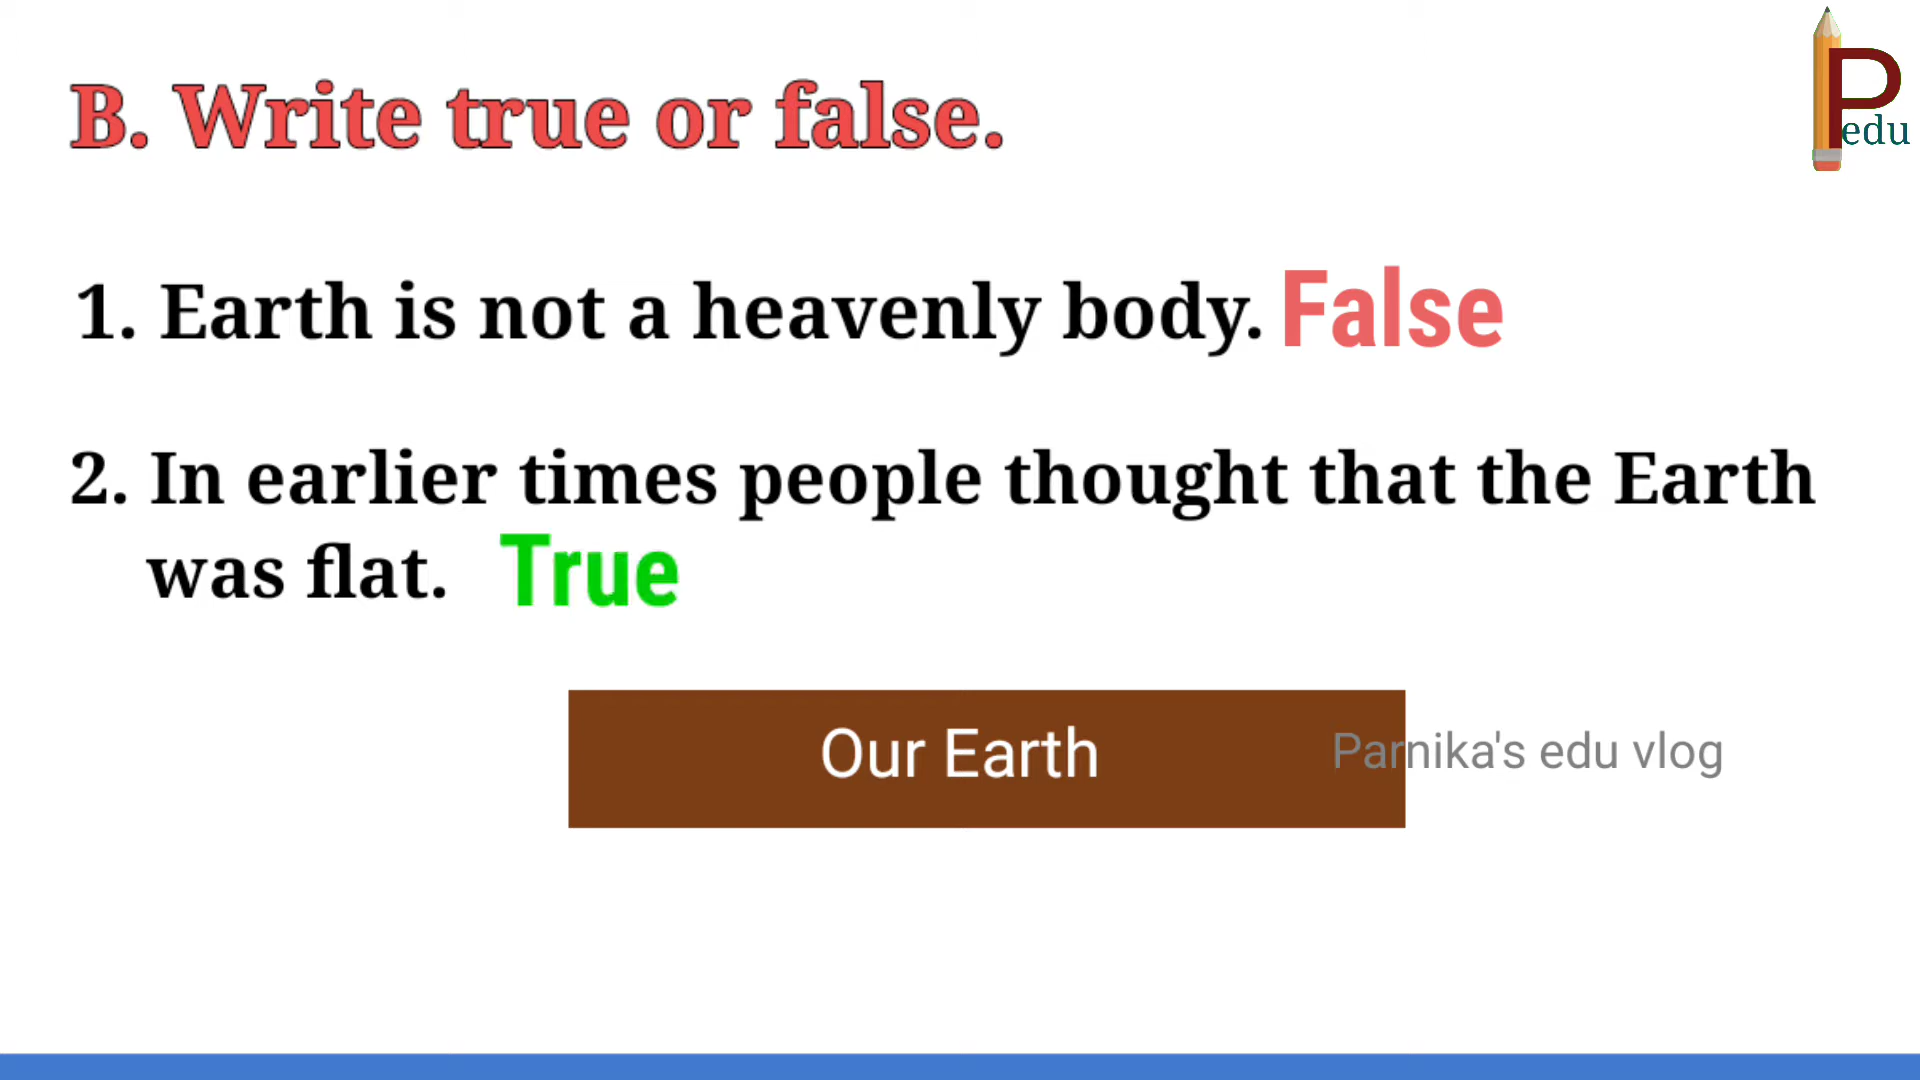 B. Write true or false.
P
edu
1. Earth is not a heavenly body. False
2. In earlier times people thought that the Earth
was flat. True
Our Earth
Parnika's edu vlog